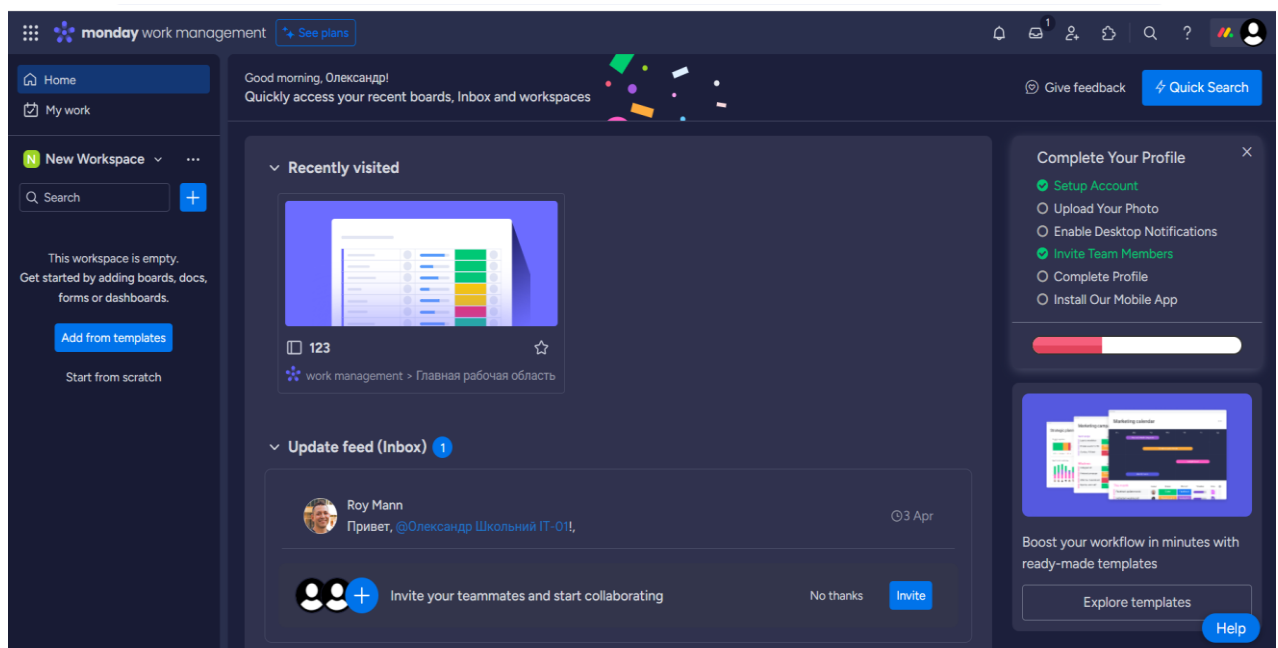 monday work management
See plans
1
Home
My work
N New Workspace
Search
This workspace is empty.
Get started by adding boards, docs,
forms or dashboards.
Add from templates
Start from scratch
Good morning, Олександр!
Quickly access your recent boards, Inbox and workspaces
Give feedback
Quick Search
Recently visited
123
work management > Главная рабочая область
Update feed (Inbox) 1
Roy Mann
Привет, @Олександр Школьний ІТ-01!,
3 Apr
Invite your teammates and start collaborating
No thanks
Invite
Complete Your Profile
Setup Account
Upload Your Photo
Enable Desktop Notifications
Invite Team Members
Complete Profile
Install Our Mobile App
Marketing calendar
Boost your workflow in minutes with
ready-made templates
Explore templates
Help